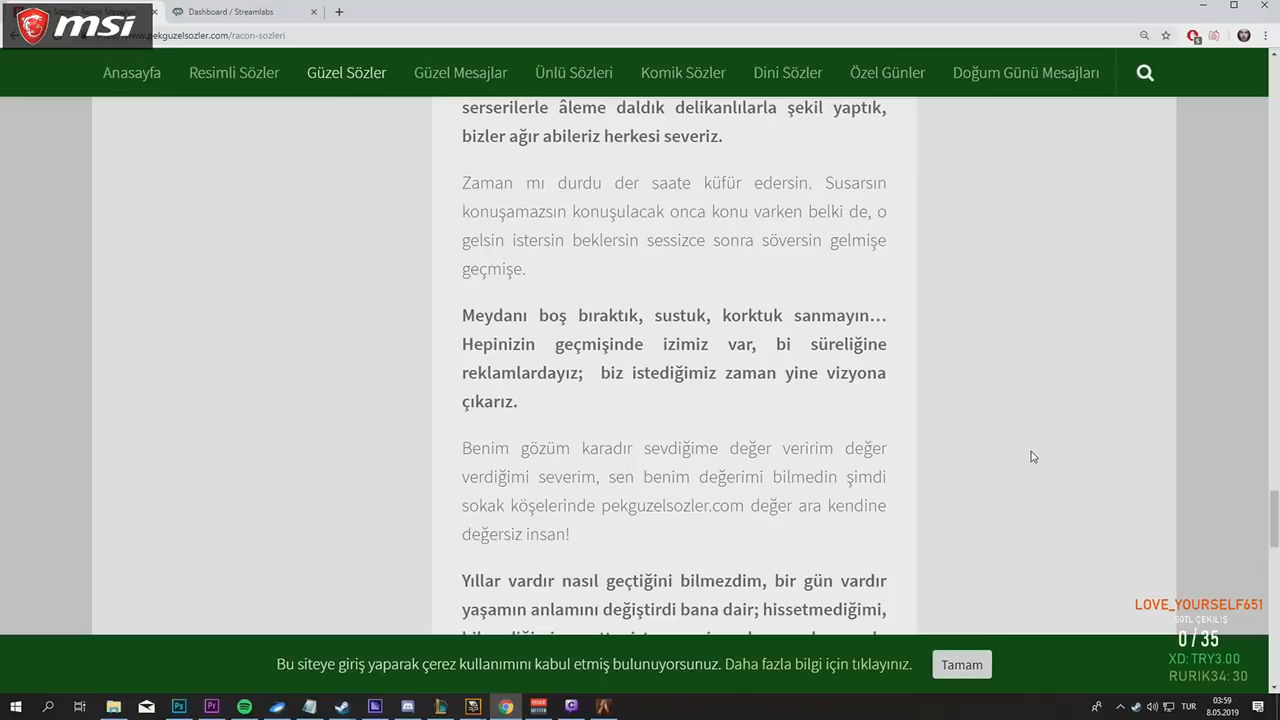 msi
Dashboard / Streamlabs
www.pekguzelsozler.com/racon-sozleri
Anasayfa Resimli Sözler Güzel Sözler Güzel Mesajlar Ünlü Sözleri Komik Sözler Dini Sözler Özel Günler Doğum Günü Mesajları
serserilerle âleme daldık delikanlılarla şekil yaptık,
bizler ağır abileriz herkesi severiz.
Zaman mı durdu der saate küfür edersin. Susarsın
konuşamazsın konuşulacak onca konu varken belki de, o
gelsin istersin beklersin sessizce sonra söversin gelmişe
geçmişe.
Meydanı boş bıraktık, sustuk, korktuk sanmayın…
Hepinizin geçmişinde izimiz var, bi süreliğine
reklamlardayız; biz istediğimiz zaman yine vizyona
çıkarız.
Benim gözüm karadır sevdiğime değer veririm değer
verdiğimi severim, sen benim değerimi bilmedin şimdi
sokak köşelerinde pekguzelsozler.com değer ara kendine
değersiz insan!
Yıllar vardır nasıl geçtiğini bilmezdim, bir gün vardır
yaşamın anlamını değiştirdi bana dair; hissetmediğimi,
LOVE_YOURSELF651
50TL ÇEKİLİŞ
0 / 35
XD: TRY3.00
RURIK34: 30
Bu siteye giriş yaparak çerez kullanımını kabul etmiş bulunuyorsunuz. Daha fazla bilgi için tıklayınız. Tamam
TUR
03:59
8.05.2019